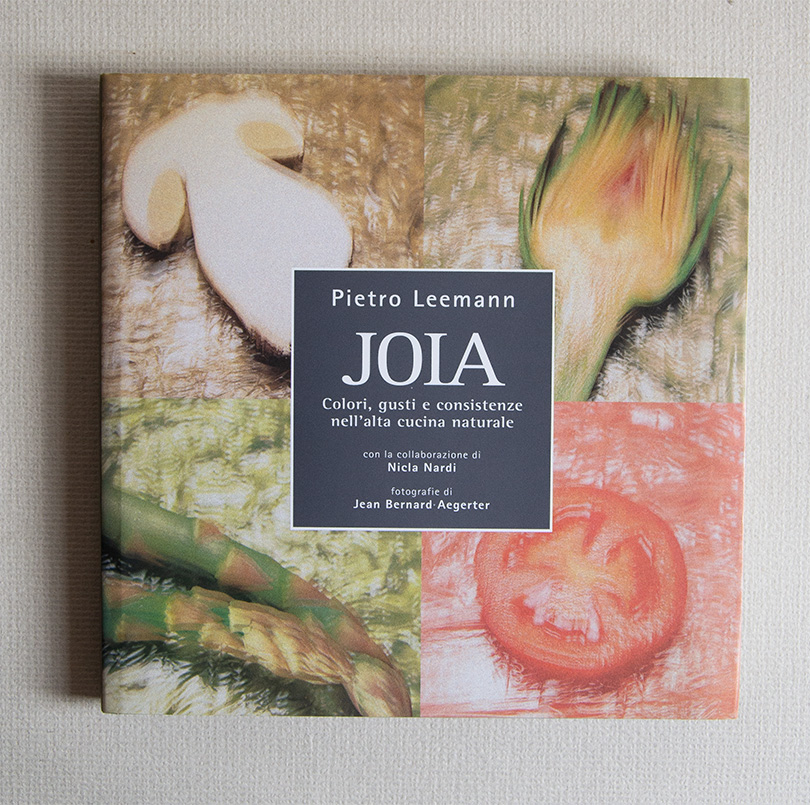 Pietro Leemann
JOIA
Colori, gusti e consistenze
nell'alta cucina naturale
con la collaborazione di
Nicla Nardi
fotografie di
Jean Bernard Aegerter